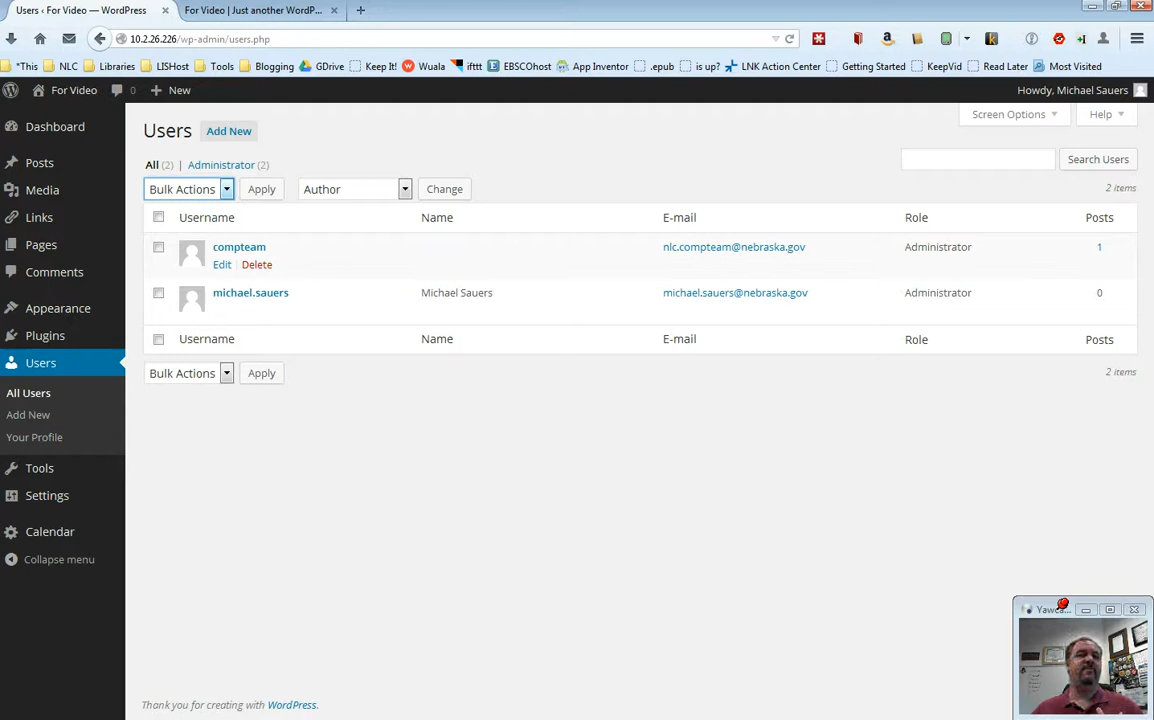 Users ‹ For Video — WordPress
For Video | Just another WordP...
10.2.26.226/wp-admin/users.php
*This NLC Libraries LISHost Tools Blogging GDrive Keep It! Wuala ifttt EBSCOhost App Inventor .epub is up? LNK Action Center Getting Started KeepVid Read Later Most Visited
For Video 0 New Howdy, Michael Sauers
Screen Options Help
Users Add New
All (2) | Administrator (2)
Search Users
Bulk Actions Apply Author Change 2 items
Username Name E-mail Role Posts
compteam nlc.compteam@nebraska.gov Administrator 1
Edit Delete
michael.sauers Michael Sauers michael.sauers@nebraska.gov Administrator 0
Username Name E-mail Role Posts
Bulk Actions Apply 2 items
Dashboard
Posts
Media
Links
Pages
Comments
Appearance
Plugins
Users
All Users
Add New
Your Profile
Tools
Settings
Calendar
Collapse menu
Thank you for creating with WordPress.